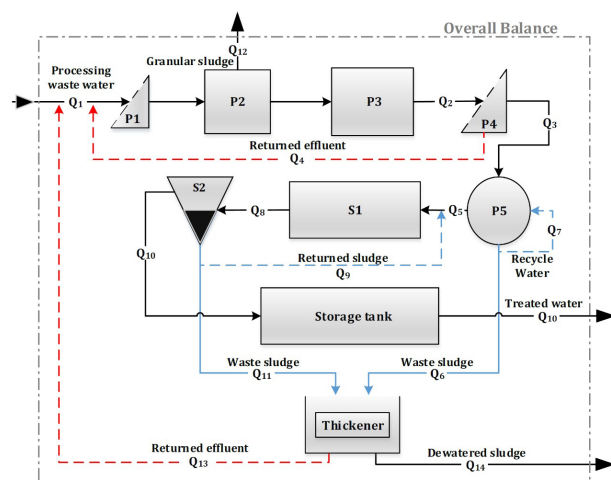 Overall Balance
Q12
Granular sludge
Processing
waste water
Q1
P1
P2
P3
Q2
P4
Q3
Returned effluent
Q4
S2
S1
Q8
Q5
P5
Q7
Recycle
Water
Returned sludge
Q9
Q10
Storage tank
Treated water
Q10
Waste sludge
Q11
Waste sludge
Q6
Thickener
Returned effluent
Q13
Dewatered sludge
Q14